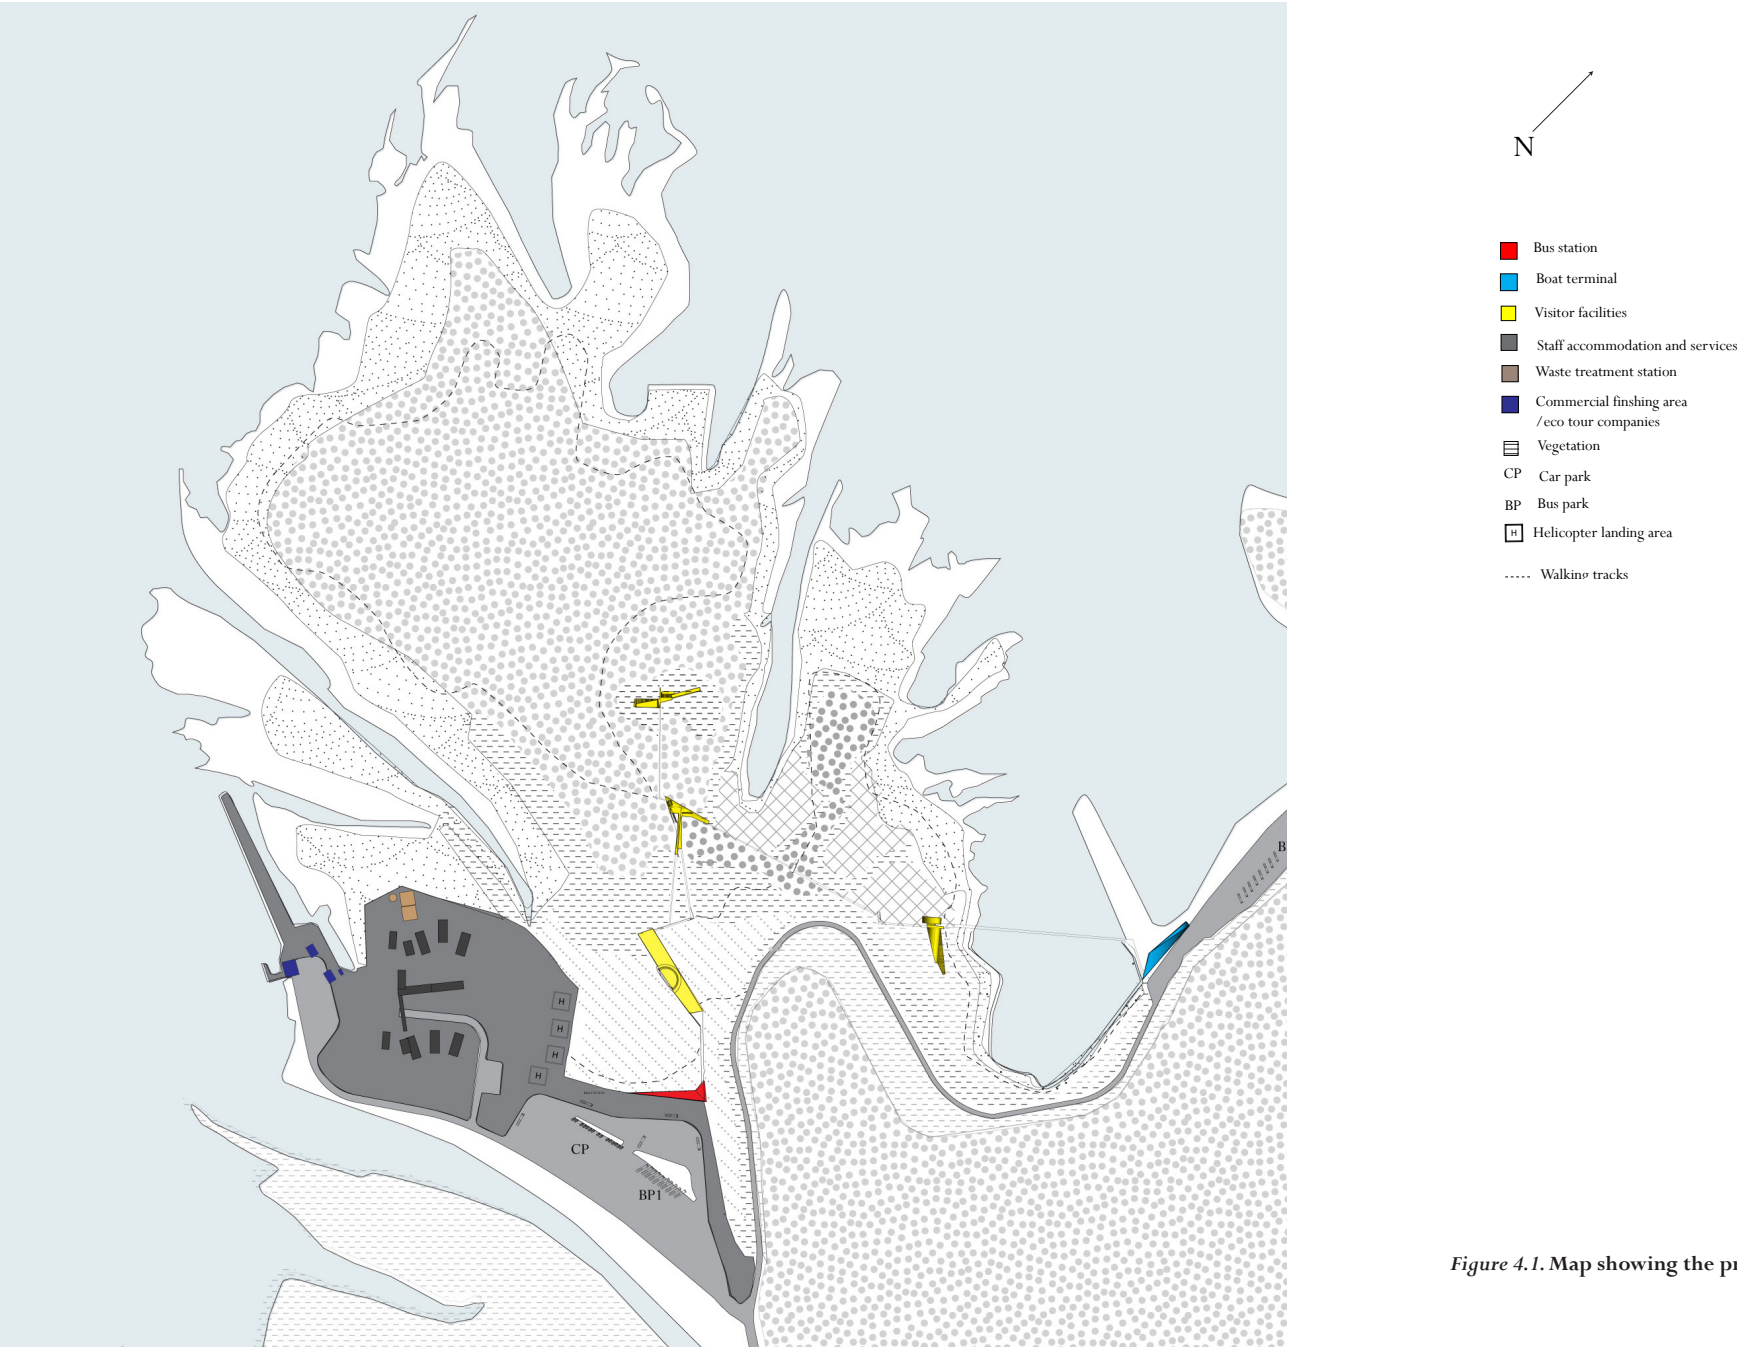 N
Bus station
Boat terminal
Visitor facilities
Staff accommodation and services
Waste treatment station
Commercial finshing area
/eco tour companies
Vegetation
CP Car park
BP Bus park
H Helicopter landing area
Walking tracks
B
H
H
H
H
CP
BP1
Figure 4.1. Map showing the pr